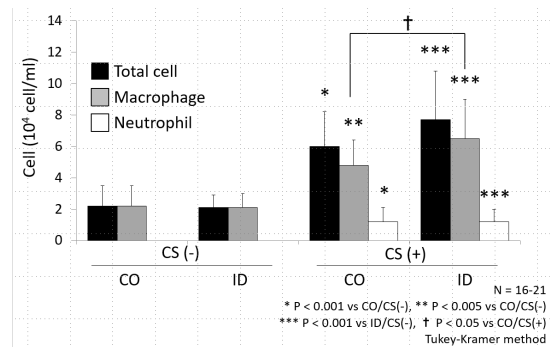 †
14
12
10
8
6
4
2
0
Cell (10⁴ cell/ml)
Total cell
Macrophage
Neutrophil
* ** * *** *** ***
CS (-) CS (+)
CO ID CO ID
N = 16-21
* P < 0.001 vs CO/CS(-), ** P < 0.005 vs CO/CS(-)
*** P < 0.001 vs ID/CS(-), † P < 0.05 vs CO/CS(+)
Tukey-Kramer method